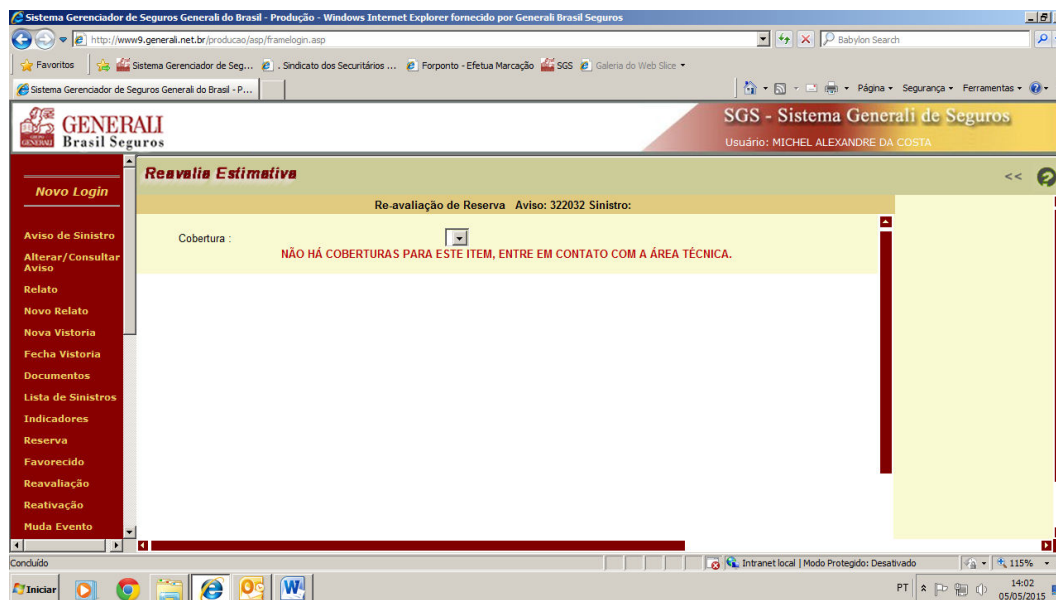 Sistema Gerenciador de Seguros Generali do Brasil - Produção - Windows Internet Explorer fornecido por Generali Brasil Seguros
http://www9.generali.net.br/producao/asp/framelogin.asp
Babylon Search
Favoritos
Sistema Gerenciador de Seg...
. Sindicato dos Securitários ...
Forponto - Efetua Marcação
SGS
Galeria do Web Slice
Sistema Gerenciador de Seguros Generali do Brasil - P...
Página
Segurança
Ferramentas
GENERALI
Brasil Seguros
SGS - Sistema Generali de Seguros
Usuário: MICHEL ALEXANDRE DA COSTA
Novo Login
Aviso de Sinistro
Alterar/Consultar
Aviso
Relato
Novo Relato
Nova Vistoria
Fecha Vistoria
Documentos
Lista de Sinistros
Indicadores
Reserva
Favorecido
Reavaliação
Reativação
Muda Evento
Reavalia Estimativa
<<
Re-avaliação de Reserva Aviso: 322032 Sinistro:
Cobertura :
NÃO HÁ COBERTURAS PARA ESTE ITEM, ENTRE EM CONTATO COM A ÁREA TÉCNICA.
Concluído
Intranet local | Modo Protegido: Desativado
115%
Iniciar
PT
14:02
05/05/2015